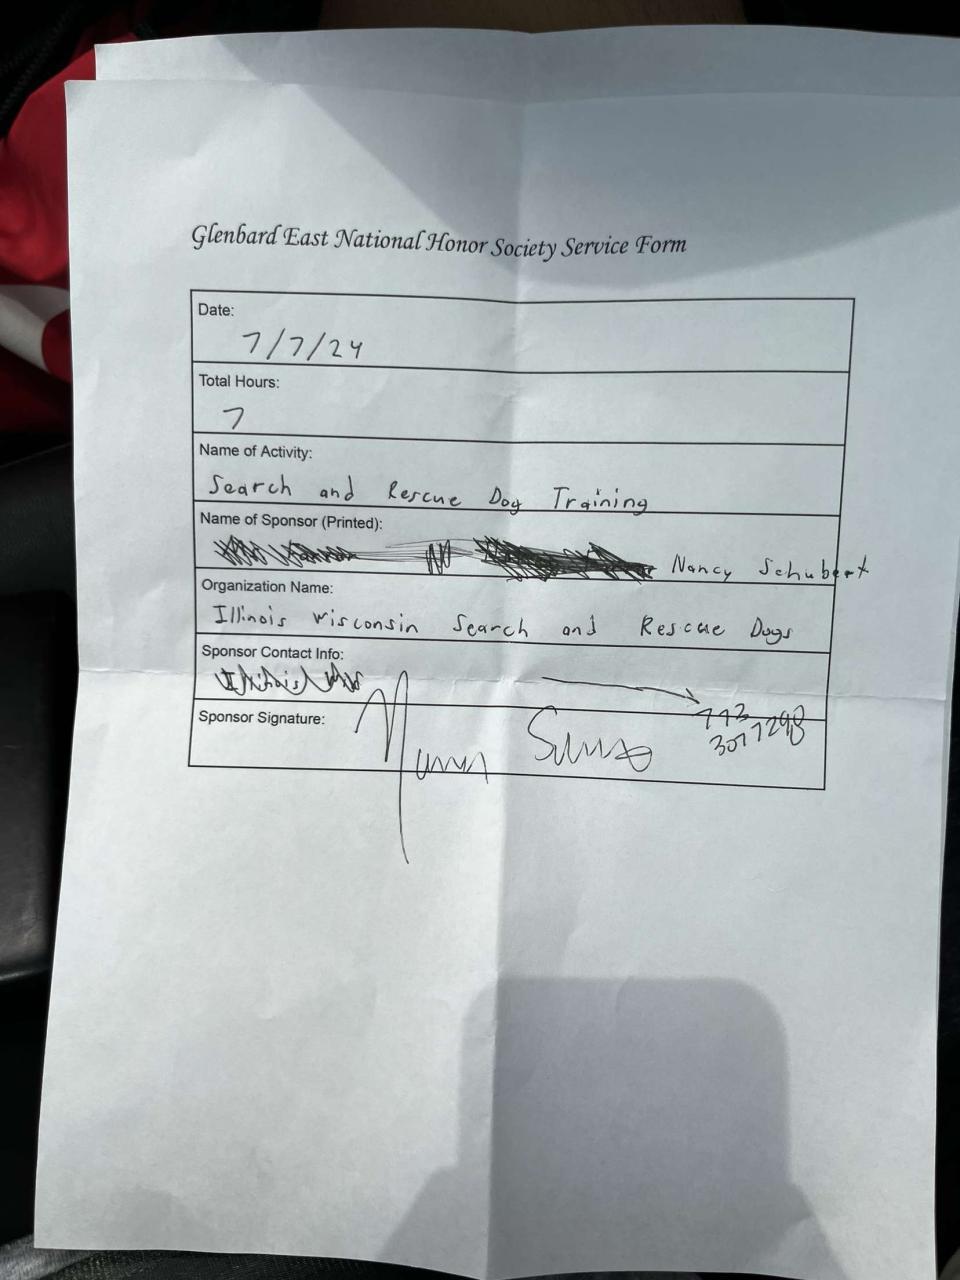 Glenbard East National Honor Society Service Form
Date:
7/7/24
Total Hours:
7
Name of Activity:
Search and Rescue Dog Training
Name of Sponsor (Printed):
Nancy Schubert
Organization Name:
Illinois Wisconsin Search and Rescue Dogs
Sponsor Contact Info:
773
3077298
Sponsor Signature: